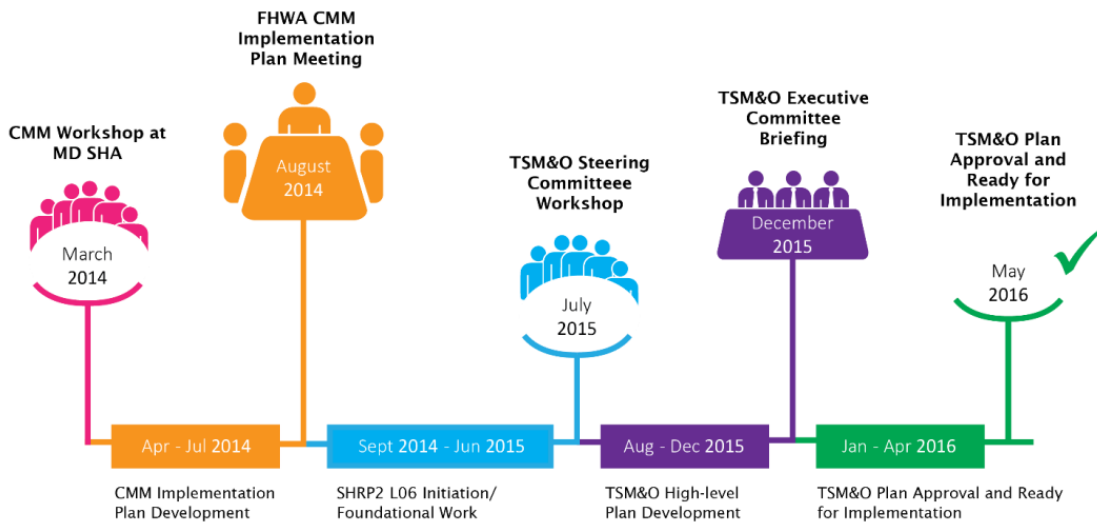 FHWA CMM
Implementation
Plan Meeting
CMM Workshop at
MD SHA
August
2014
March
2014
TSM&O Steering
Committeee
Workshop
July
2015
TSM&O Executive
Committee
Briefing
December
2015
TSM&O Plan
Approval and
Ready for
Implementation
May
2016
Apr - Jul 2014
Sept 2014 - Jun 2015
Aug - Dec 2015
Jan - Apr 2016
CMM Implementation
Plan Development
SHRP2 L06 Initiation/
Foundational Work
TSM&O High-level
Plan Development
TSM&O Plan Approval and Ready
for Implementation